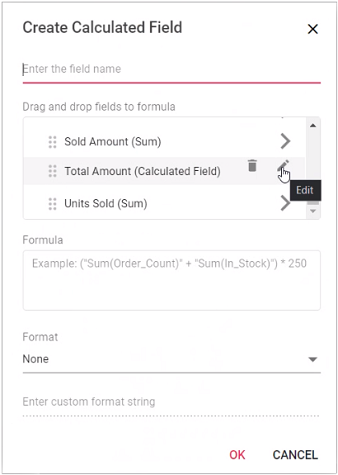 Create Calculated Field
Enter the field name
Drag and drop fields to formula
Sold Amount (Sum)
Total Amount (Calculated Field)
Edit
Units Sold (Sum)
Formula
Example: ("Sum(Order_Count)" + "Sum(In_Stock)") * 250
Format
None
Enter custom format string
OK CANCEL